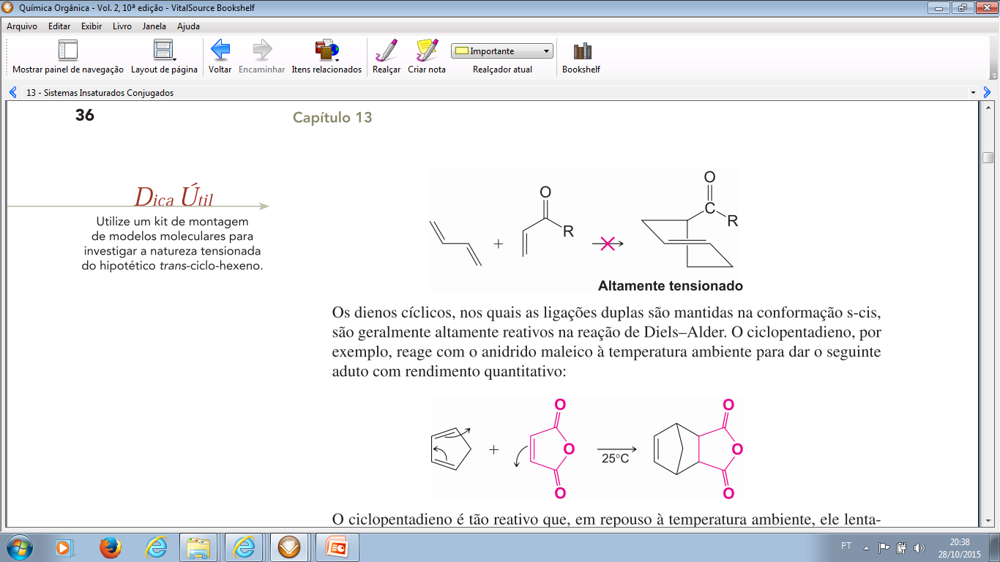 Química Orgânica - Vol. 2, 10ª edição - VitalSource Bookshelf
Arquivo Editar Exibir Livro Janela Ajuda
Mostrar painel de navegação Layout de página Voltar Encaminhar Itens relacionados Realçar Criar nota Importante Realçador atual Bookshelf
13 - Sistemas Insaturados Conjugados
36 Capítulo 13
Dica Útil
Utilize um kit de montagem
de modelos moleculares para
investigar a natureza tensionada
do hipotético trans-ciclo-hexeno.
+ O R O C R
Altamente tensionado
Os dienos cíclicos, nos quais as ligações duplas são mantidas na conformação s-cis,
são geralmente altamente reativos na reação de Diels–Alder. O ciclopentadieno, por
exemplo, reage com o anidrido maleico à temperatura ambiente para dar o seguinte
aduto com rendimento quantitativo:
+ O O O 25°C O O O
O ciclopentadieno é tão reativo que, em repouso à temperatura ambiente, ele lenta-
PT 20:38
28/10/2015